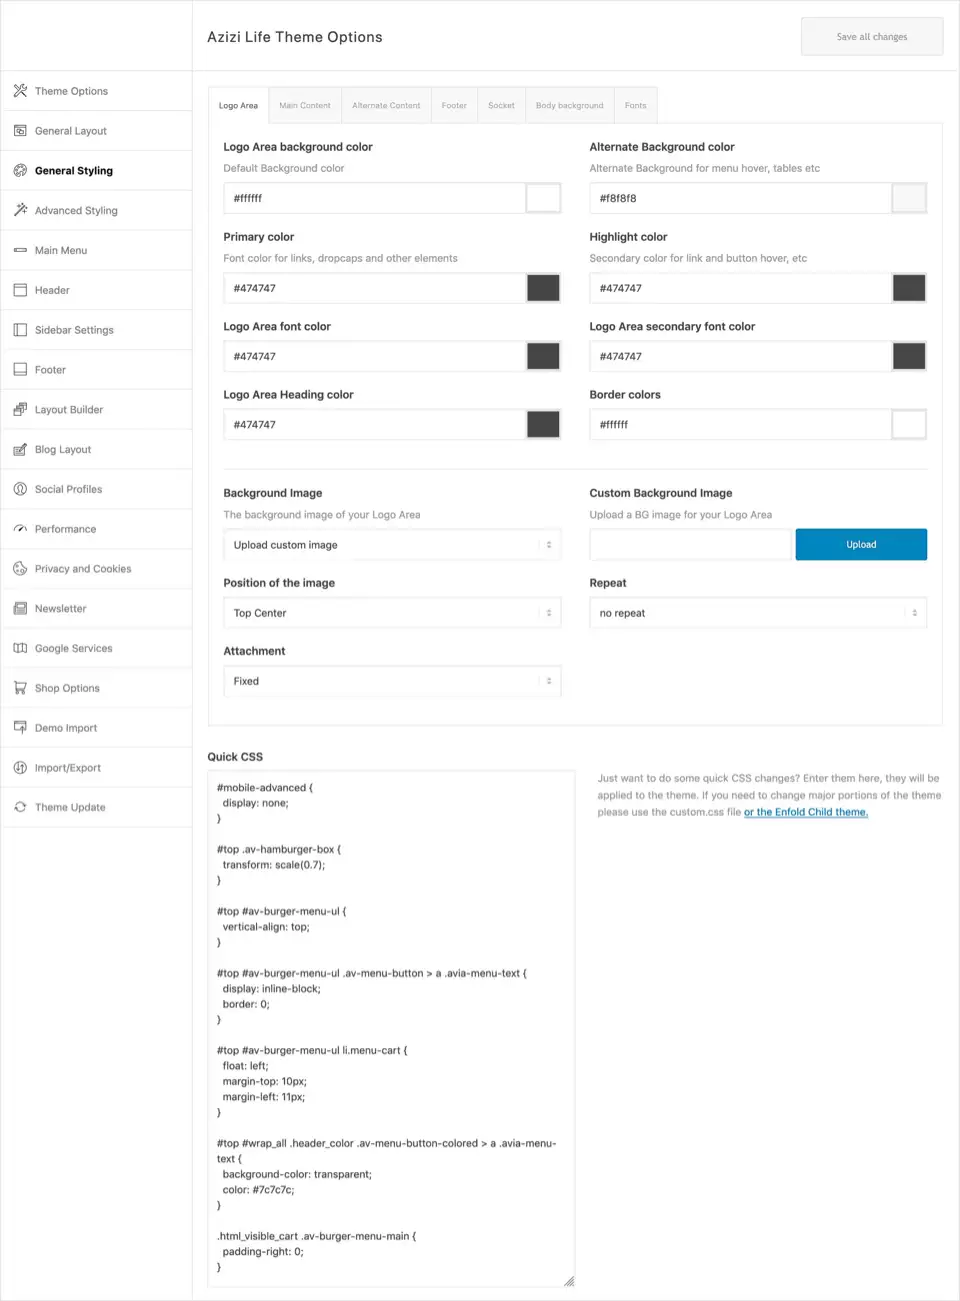 Azizi Life Theme Options
Save all changes
Theme Options
General Layout
General Styling
Advanced Styling
Main Menu
Header
Sidebar Settings
Footer
Layout Builder
Blog Layout
Social Profiles
Performance
Privacy and Cookies
Newsletter
Google Services
Shop Options
Demo Import
Import/Export
Theme Update
Logo Area
Main Content
Alternate Content
Footer
Socket
Body background
Fonts
Logo Area background color
Default Background color
#ffffff
Alternate Background color
Alternate Background for menu hover, tables etc
#f8f8f8
Primary color
Font color for links, dropcaps and other elements
#474747
Highlight color
Secondary color for link and button hover, etc
#474747
Logo Area font color
#474747
Logo Area secondary font color
#474747
Logo Area Heading color
#474747
Border colors
#ffffff
Background Image
The background image of your Logo Area
Upload custom image
Custom Background Image
Upload a BG image for your Logo Area
Upload
Position of the image
Top Center
Repeat
no repeat
Attachment
Fixed
Quick CSS
#mobile-advanced {
display: none;
}
#top .av-hamburger-box {
transform: scale(0.7);
}
#top #av-burger-menu-ul {
vertical-align: top;
}
#top #av-burger-menu-ul .av-menu-button > a .avia-menu-text {
display: inline-block;
border: 0;
}
#top #av-burger-menu-ul li.menu-cart {
float: left;
margin-top: 10px;
margin-left: 11px;
}
#top #wrap_all .header_color .av-menu-button-colored > a .avia-menu-
text {
background-color: transparent;
color: #7c7c7c;
}
.html_visible_cart .av-burger-menu-main {
padding-right: 0;
}
Just want to do some quick CSS changes? Enter them here, they will be
applied to the theme. If you need to change major portions of the theme
please use the custom.css file or the Enfold Child theme.